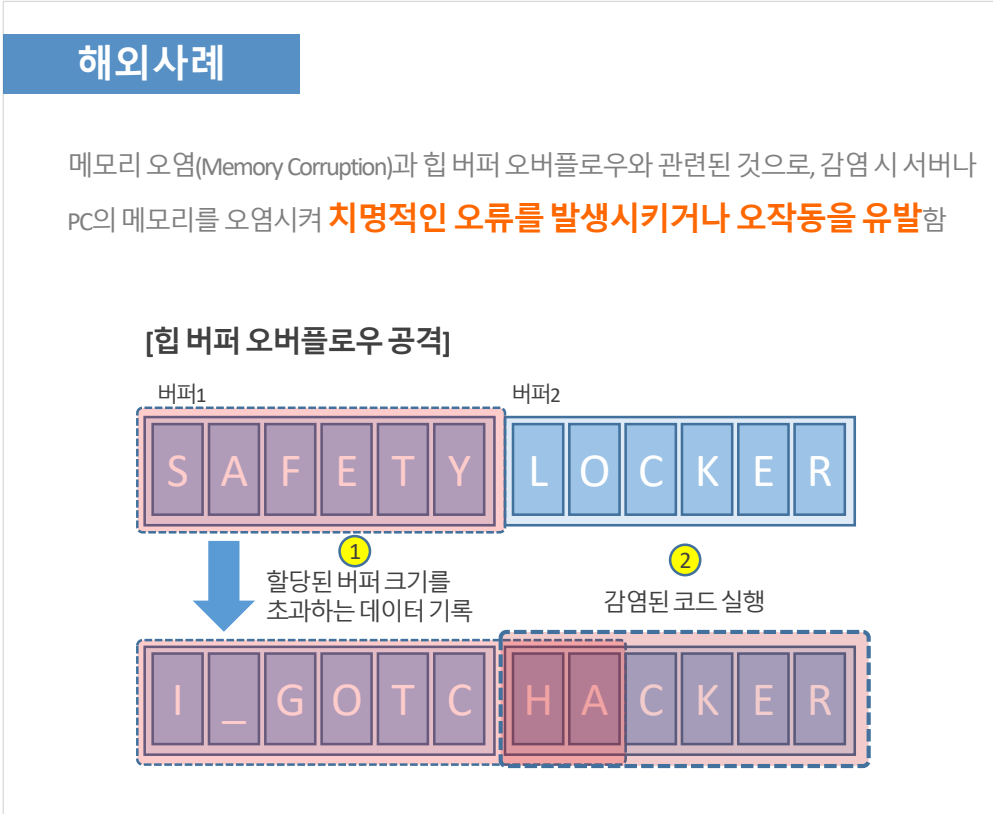 해외사례
메모리 오염(Memory Corruption)과 힙 버퍼 오버플로우와 관련된 것으로, 감염 시 서버나
PC의 메모리를 오염시켜 치명적인 오류를 발생시키거나 오작동을 유발함
[힙 버퍼 오버플로우 공격]
버퍼1 버퍼2
S A F E T Y L O C K E R
1 2
할당된 버퍼 크기를
초과하는 데이터 기록
감염된 코드 실행
I _ G O T C H A C K E R